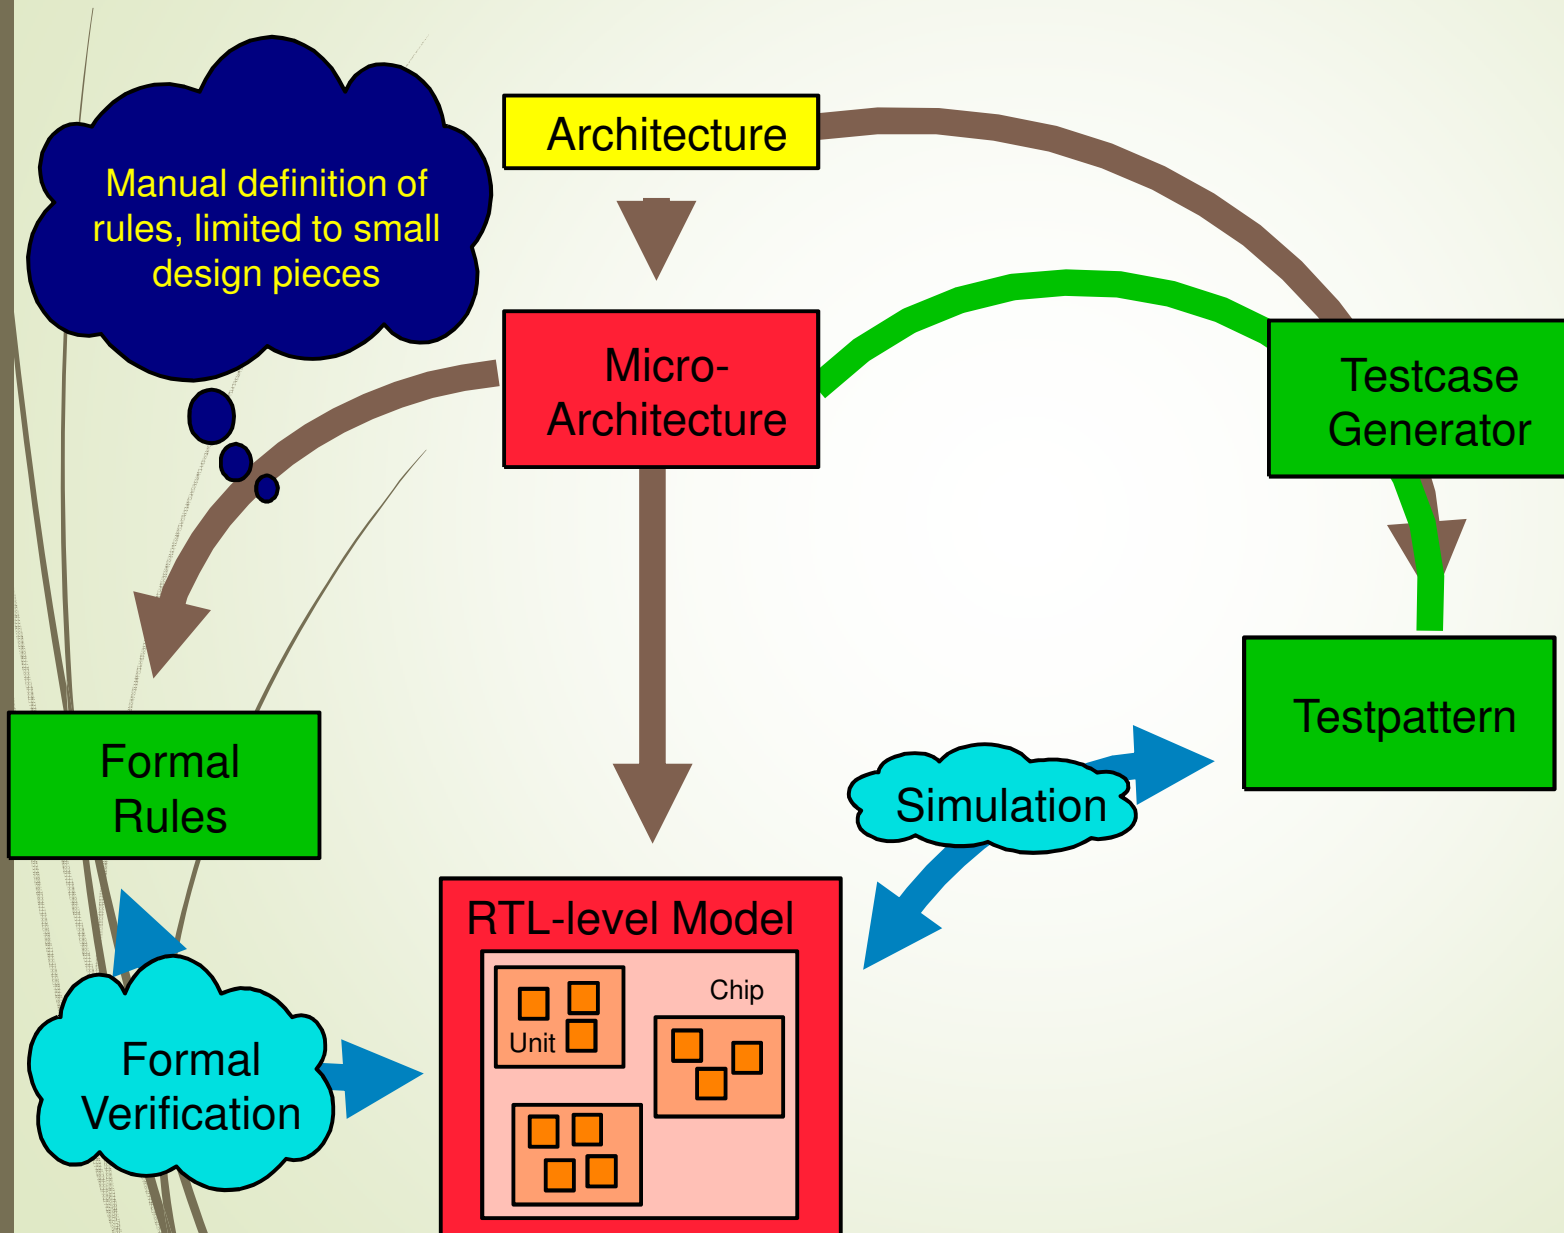 Manual definition of
rules, limited to small
design pieces
Architecture
Micro-
Architecture
Testcase
Generator
Formal
Rules
Testpattern
Simulation
RTL-level Model
Chip
Unit
Formal
Verification